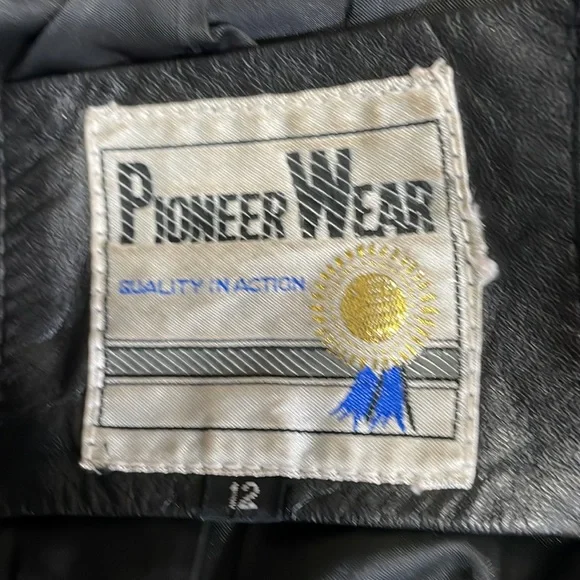 PIONEER WEAR
QUALITY IN ACTION
12